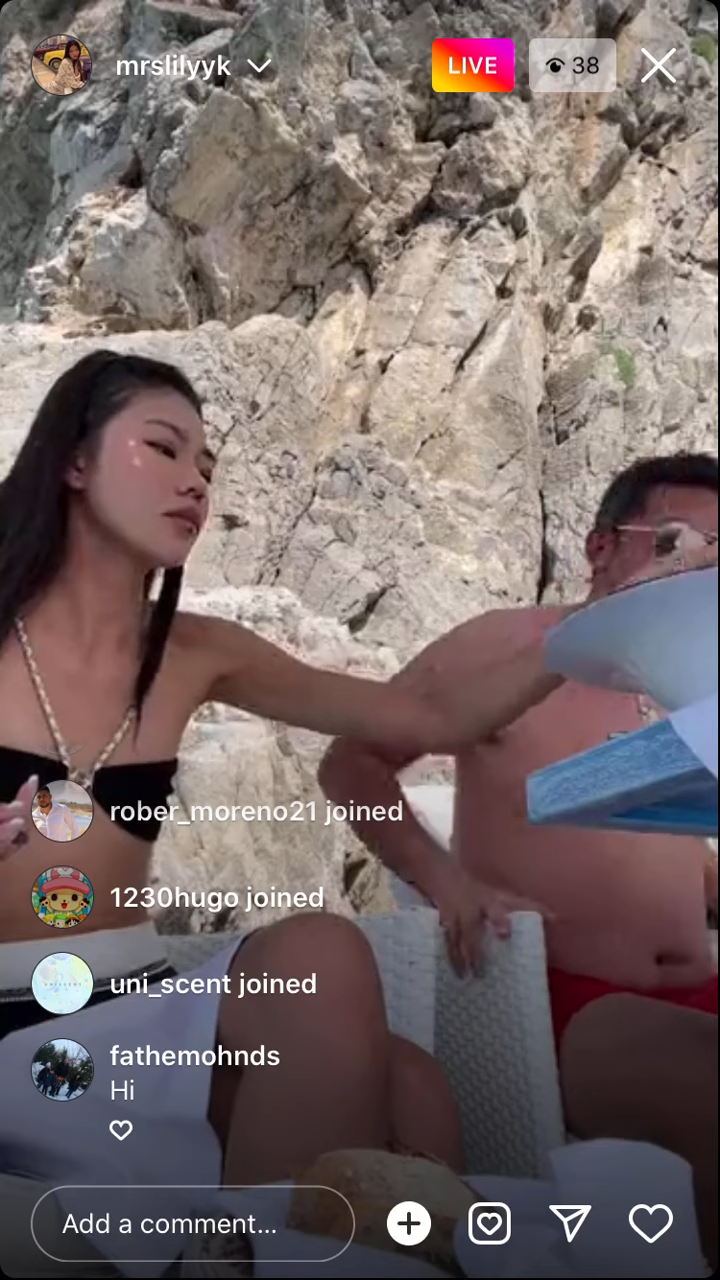 mrslilyyk
LIVE
38
rober_moreno21 joined
1230hugo joined
uni_scent joined
fathemohnds
Hi
Add a comment...